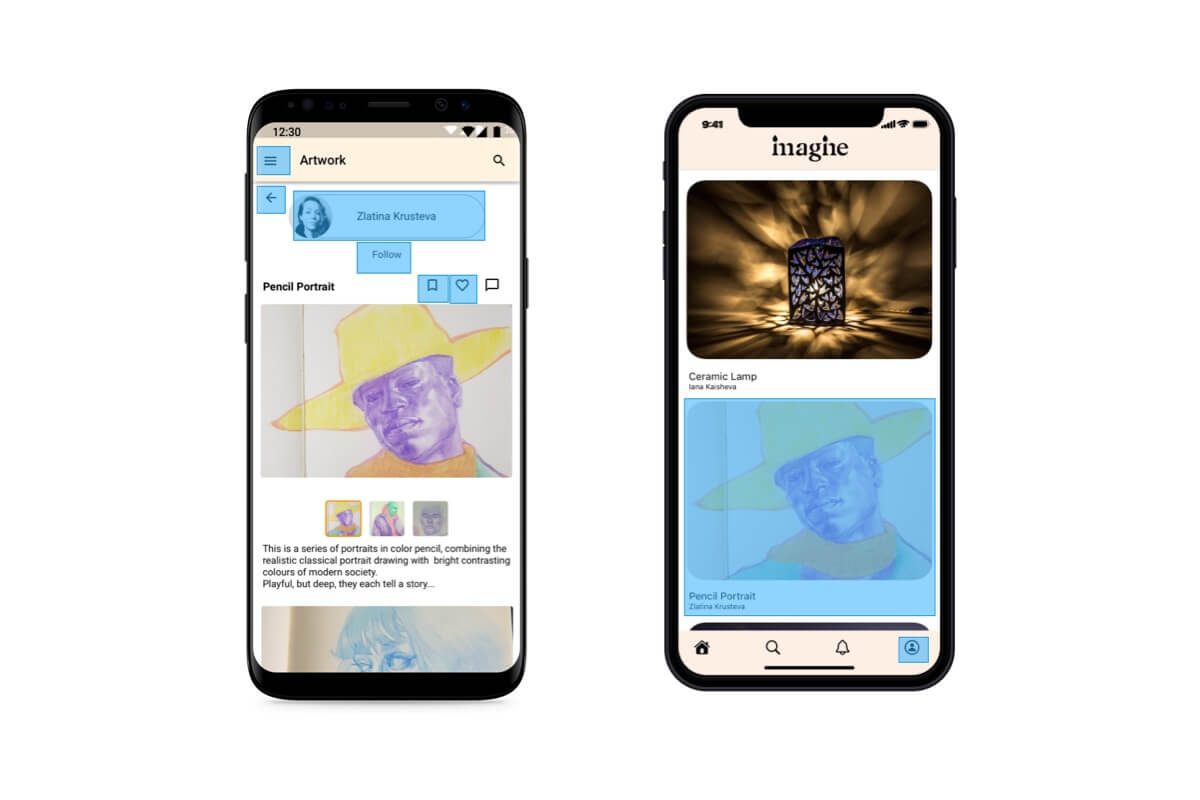 12:30
Artwork
Zlatina Krusteva
Follow
Pencil Portrait
This is a series of portraits in color pencil, combining the
realistic classical portrait drawing with bright contrasting
colours of modern society.
Playful, but deep, they each tell a story...
9:41
imagine
Ceramic Lamp
Iana Kaisheva
Pencil Portrait
Zlatina Krusteva